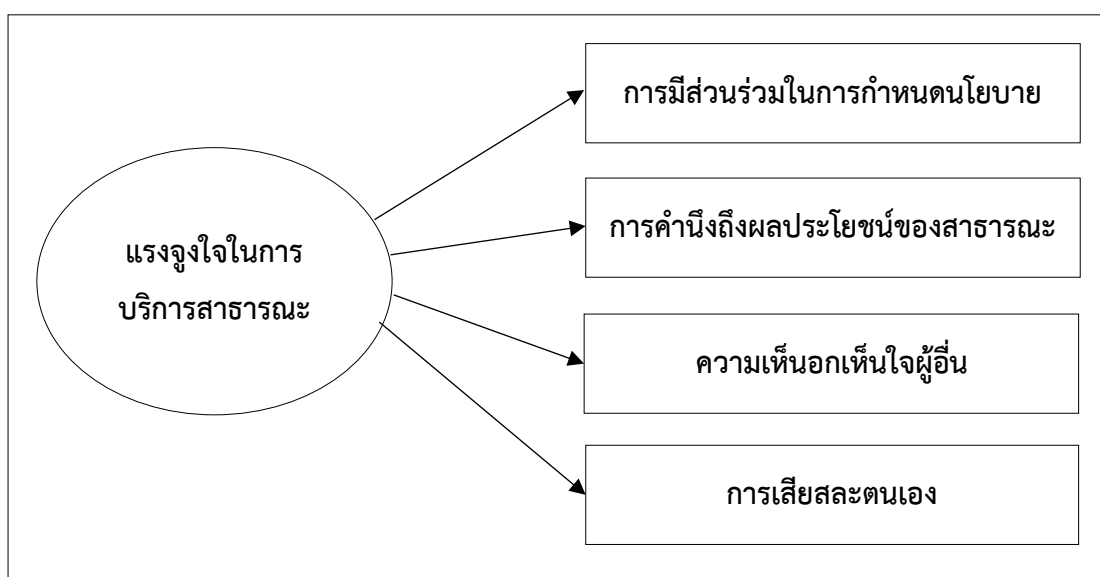 แรงจูงใจในการ
บริการสาธารณะ
การมีส่วนร่วมในการกำหนดนโยบาย
การคำนึงถึงผลประโยชน์ของสาธารณะ
ความเห็นอกเห็นใจผู้อื่น
การเสียสละตนเอง